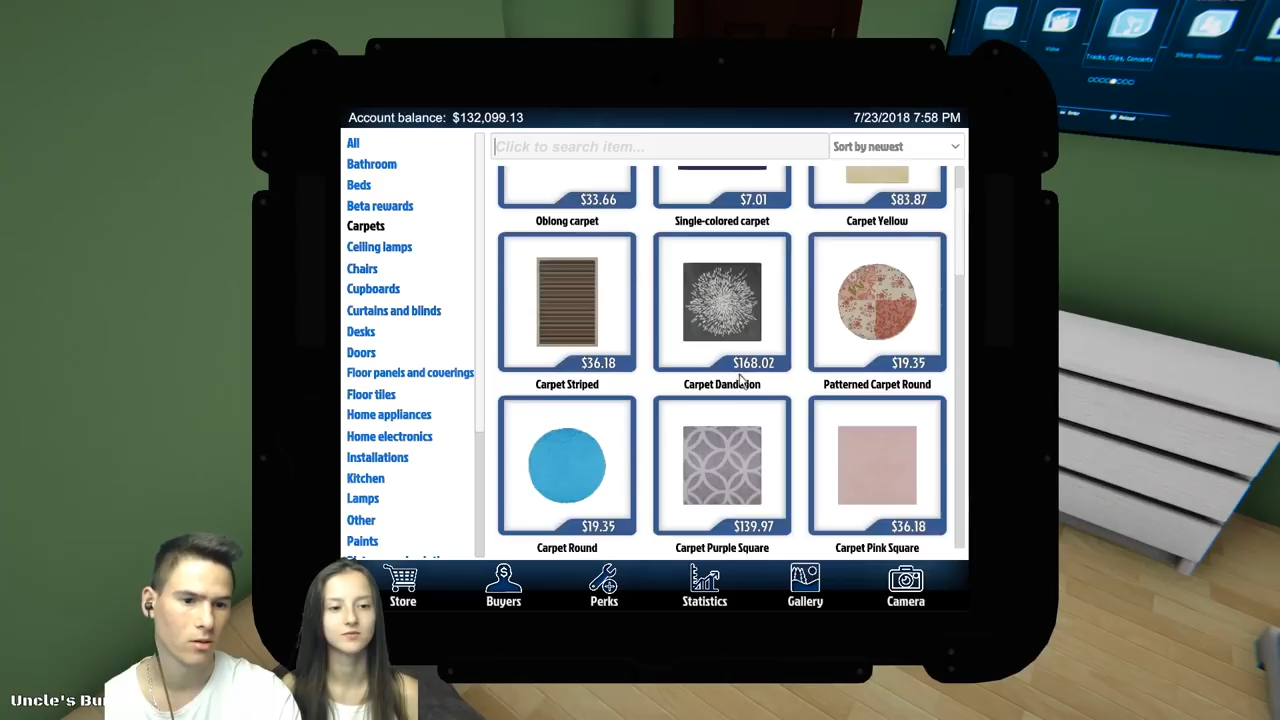 Account balance: $132,099.13
7/23/2018 7:58 PM
All
Bathroom
Beds
Beta rewards
Carpets
Ceiling lamps
Chairs
Cupboards
Curtains and blinds
Desks
Doors
Floor panels and coverings
Floor tiles
Home appliances
Home electronics
Installations
Kitchen
Lamps
Other
Paints
Click to search item...
Sort by newest
$33.66
$7.01
$83.87
Oblong carpet
Single-colored carpet
Carpet Yellow
$36.18
$168.02
$19.35
Carpet Striped
Carpet Dandelion
Patterned Carpet Round
$19.35
$139.97
$36.18
Carpet Round
Carpet Purple Square
Carpet Pink Square
Store
Buyers
Perks
Statistics
Gallery
Camera
Uncle's Bu
Video
Tracks, Clips, Concerts
Reload